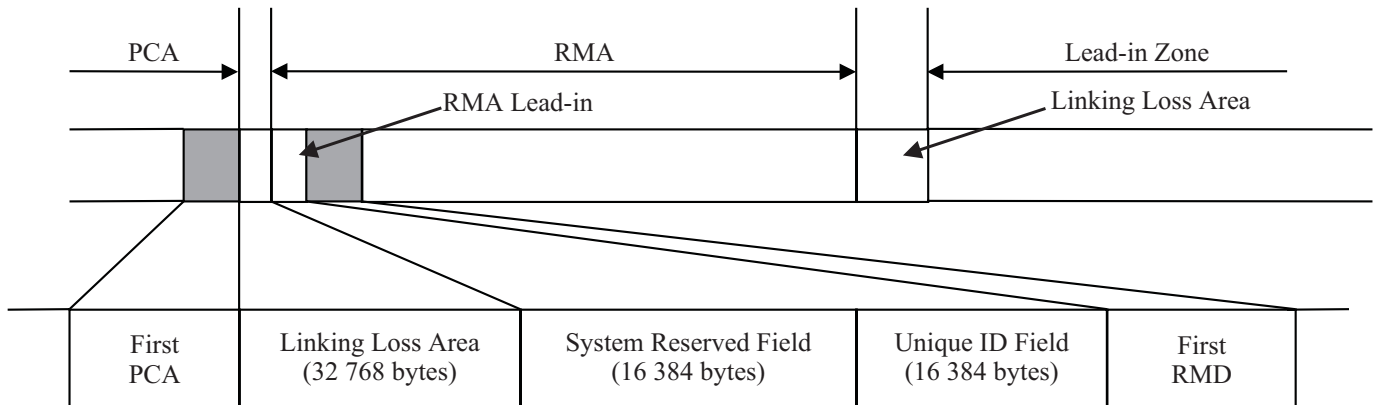 PCA
RMA
Lead-in Zone
RMA Lead-in
Linking Loss Area
First
PCA
Linking Loss Area
(32 768 bytes)
System Reserved Field
(16 384 bytes)
Unique ID Field
(16 384 bytes)
First
RMD